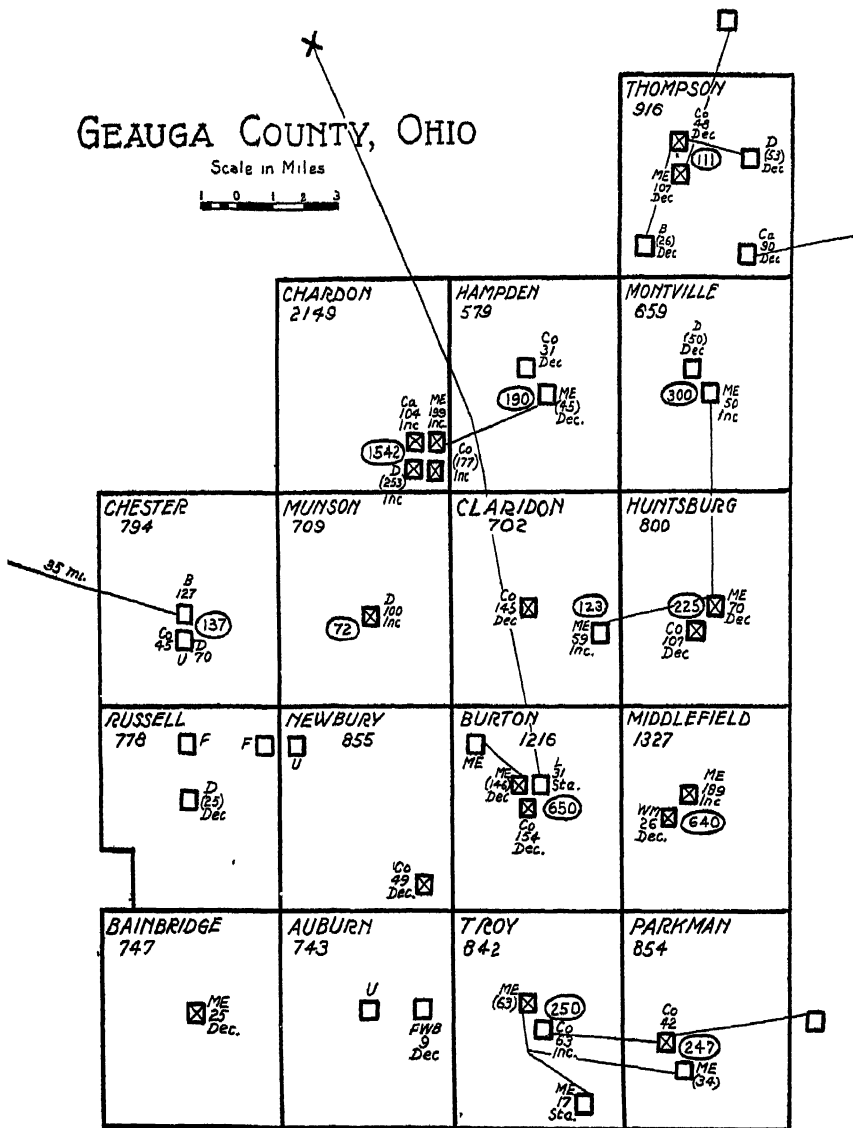 GEAUGA COUNTY, OHIO
Scale in Miles
1 0 1 2 3
THOMPSON
916
Co
48
Dec
111
D
(53)
Dec
ME
107
Dec
B
(26)
Dec
Ca
90
Dec
CHARDON
2149
Ca
104
Inc
ME
199
Inc.
1542
D
(253)
Inc
Co
(177)
Inc
HAMPDEN
579
Co
31
Dec
190
ME
(45)
Dec.
MONTVILLE
659
D
(50)
Dec
300
ME
50
Inc
CHESTER
794
35 mi.
B
127
137
Co
45
U
D
70
MUNSON
709
D
100
Inc
72
CLARIDON
702
Co
145
Dec
123
ME
59
Inc.
HUNTSBURG
800
225
ME
70
Dec
Co
107
Dec
RUSSELL
778
F
F
D
(25)
Dec
NEWBURY
855
U
Co
49
Dec.
BURTON
1216
ME
ME
(146)
Dec
L
31
Sta.
650
Co
154
Dec.
MIDDLEFIELD
1327
ME
189
Inc
WM
26
Dec.
640
BAINBRIDGE
747
ME
25
Dec.
AUBURN
743
U
FWB
9
Dec
TROY
842
ME
(63)
250
Co
63
Inc.
ME
17
Sta.
PARKMAN
854
Co
42
247
ME
(34)